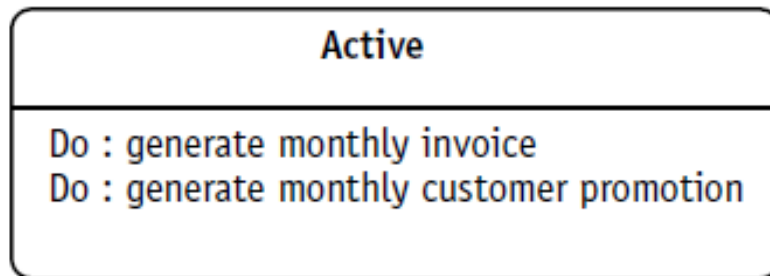 Active
Do : generate monthly invoice
Do : generate monthly customer promotion